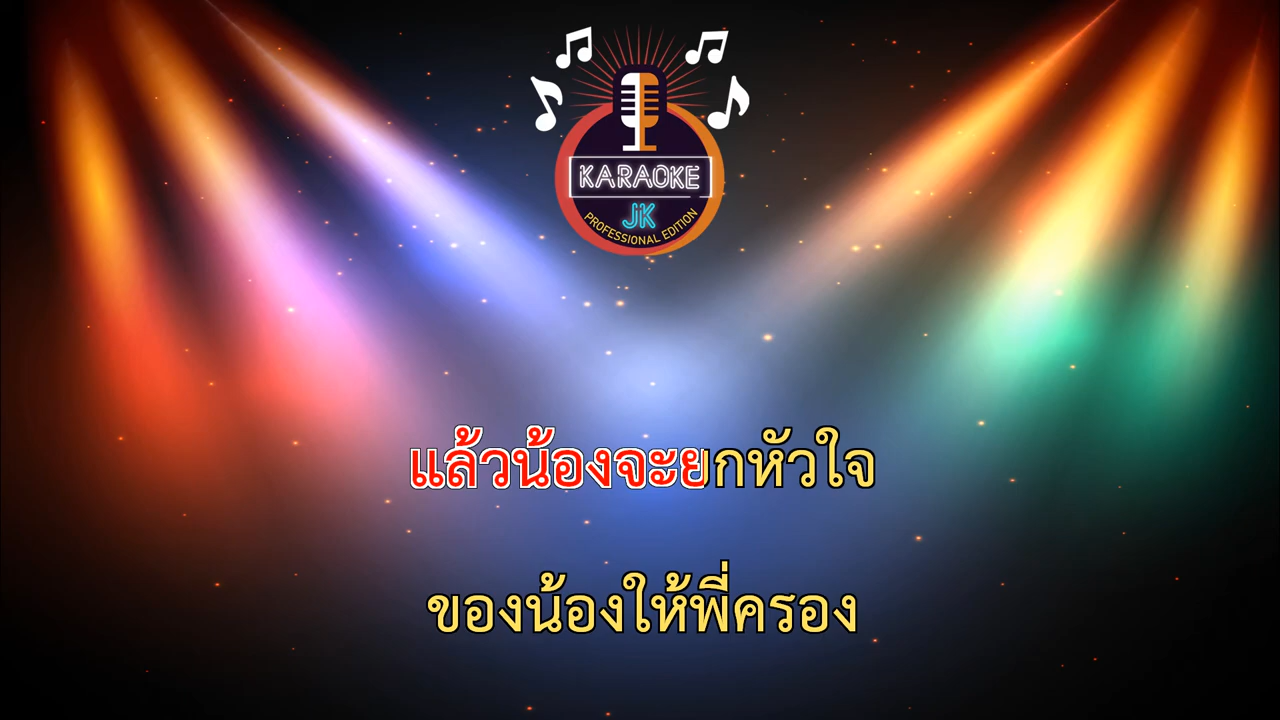 KARAOKE
JK
PROFESSIONAL EDITION
แล้วน้องจะยกหัวใจ
ของน้องให้พี่ครอง